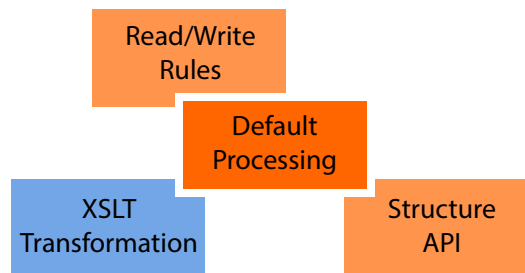 Read/Write
Rules
Default
Processing
XSLT
Transformation
Structure
API